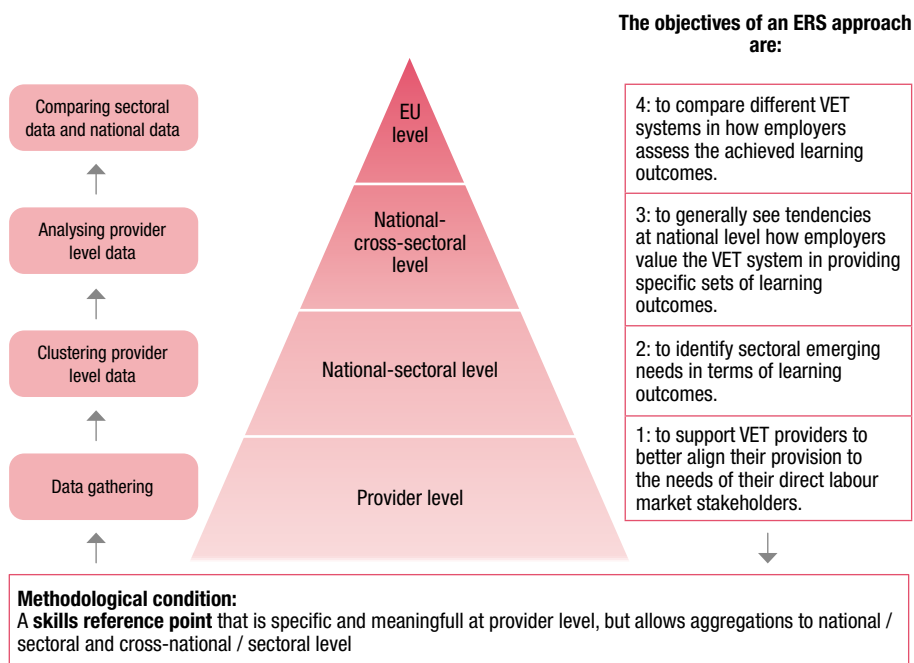 The objectives of an ERS approach
are:
Comparing sectoral
data and national data
Analysing provider
level data
Clustering provider
level data
Data gathering
EU
level
National-
cross-sectoral
level
National-sectoral level
Provider level
4: to compare different VET
systems in how employers
assess the achieved learning
outcomes.
3: to generally see tendencies
at national level how employers
value the VET system in providing
specific sets of learning
outcomes.
2: to identify sectoral emerging
needs in terms of learning
outcomes.
1: to support VET providers to
better align their provision to
the needs of their direct labour
market stakeholders.
Methodological condition:
A skills reference point that is specific and meaningfull at provider level, but allows aggregations to national /
sectoral and cross-national / sectoral level